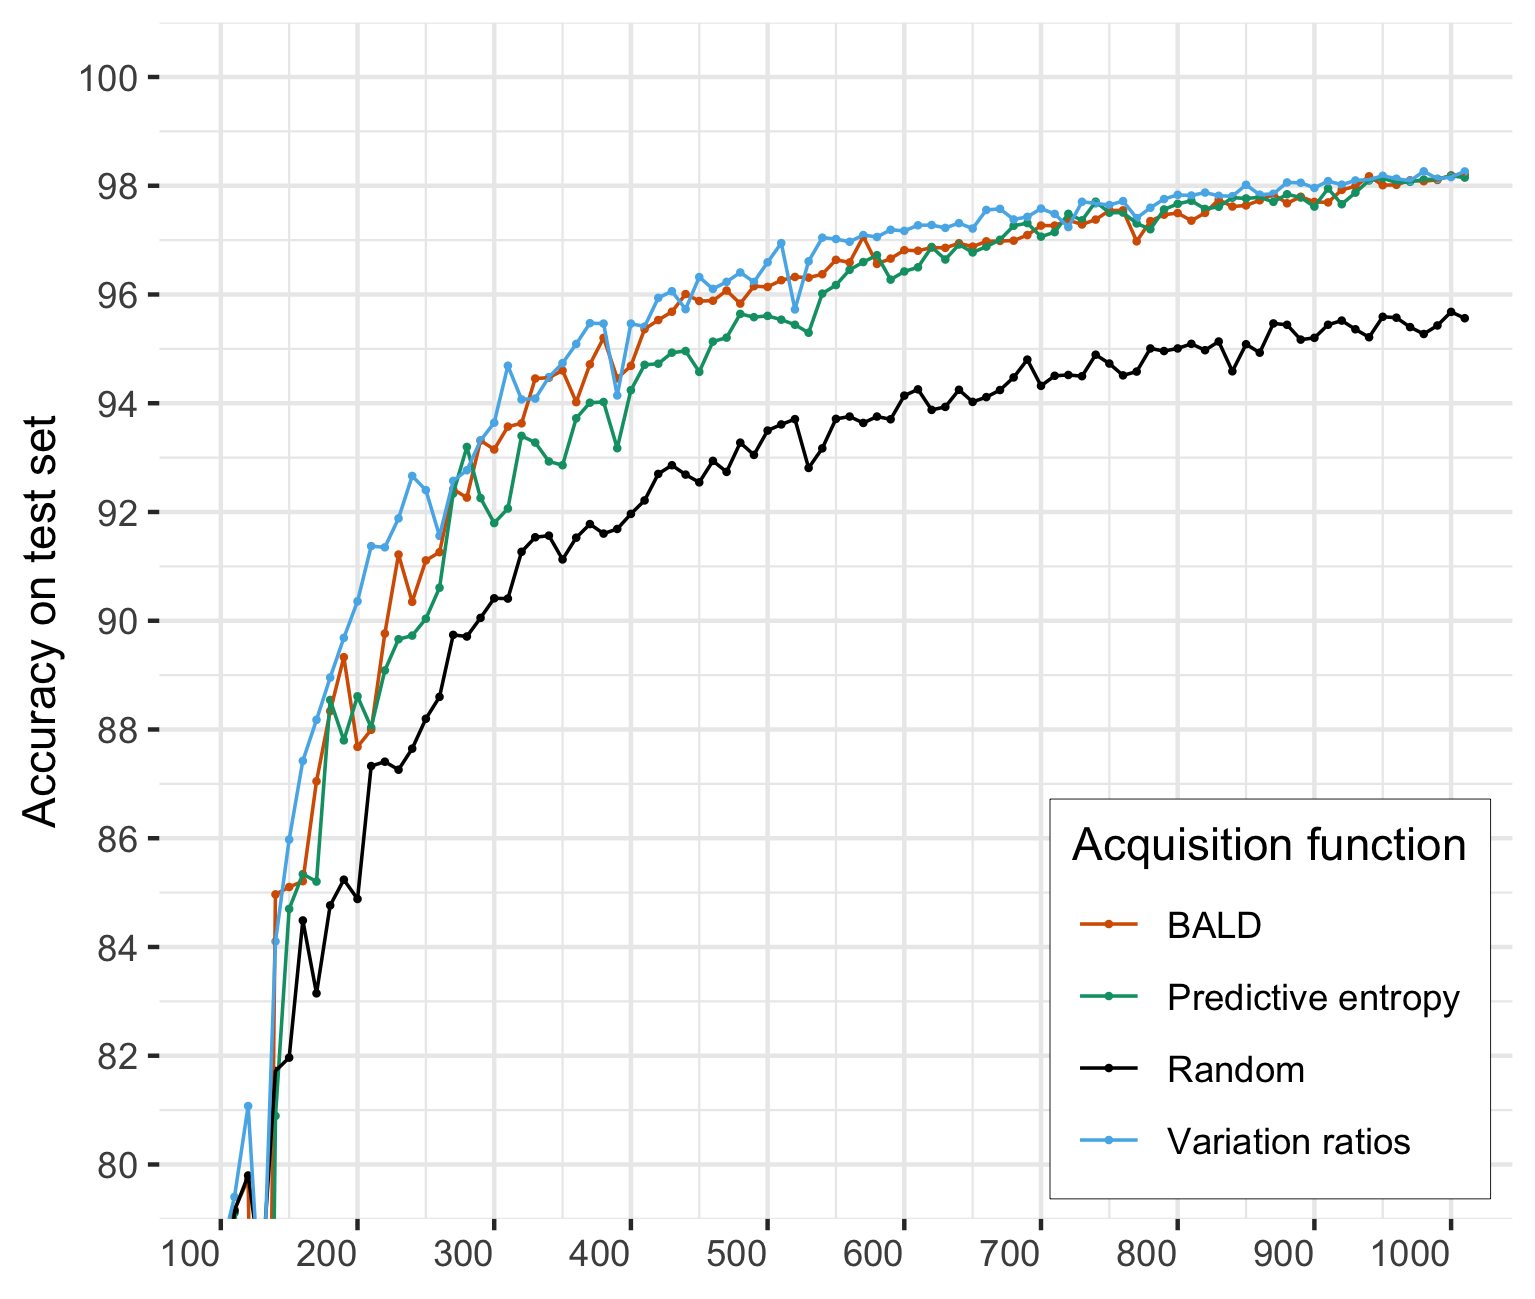 Accuracy on test set
100
98
96
94
92
90
88
86
84
82
80
100 200 300 400 500 600 700 800 900 1000
Acquisition function
BALD
Predictive entropy
Random
Variation ratios